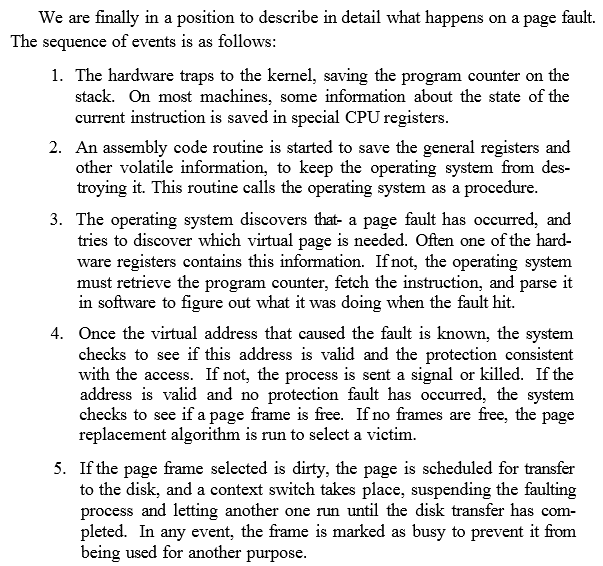 We are finally in a position to describe in detail what happens on a page fault.
The sequence of events is as follows:
1. The hardware traps to the kernel, saving the program counter on the
stack. On most machines, some information about the state of the
current instruction is saved in special CPU registers.
2. An assembly code routine is started to save the general registers and
other volatile information, to keep the operating system from des-
troying it. This routine calls the operating system as a procedure.
3. The operating system discovers that- a page fault has occurred, and
tries to discover which virtual page is needed. Often one of the hard-
ware registers contains this information. If not, the operating system
must retrieve the program counter, fetch the instruction, and parse it
in software to figure out what it was doing when the fault hit.
4. Once the virtual address that caused the fault is known, the system
checks to see if this address is valid and the protection consistent
with the access. If not, the process is sent a signal or killed. If the
address is valid and no protection fault has occurred, the system
checks to see if a page frame is free. If no frames are free, the page
replacement algorithm is run to select a victim.
5. If the page frame selected is dirty, the page is scheduled for transfer
to the disk, and a context switch takes place, suspending the faulting
process and letting another one run until the disk transfer has com-
pleted. In any event, the frame is marked as busy to prevent it from
being used for another purpose.